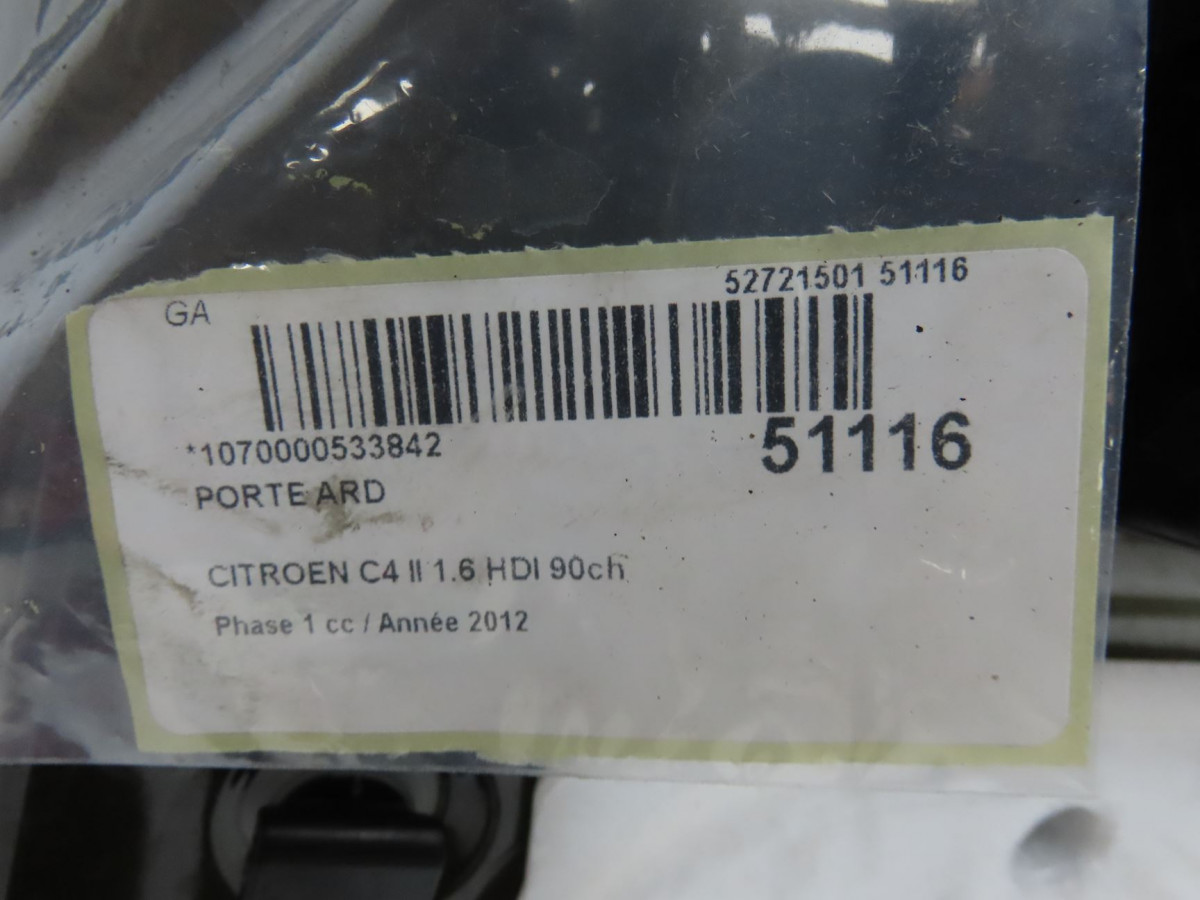 GA
52721501 51116
*1070000533842
51116
PORTE ARD
CITROEN C4 II 1.6 HDI 90ch
Phase 1 cc / Année 2012